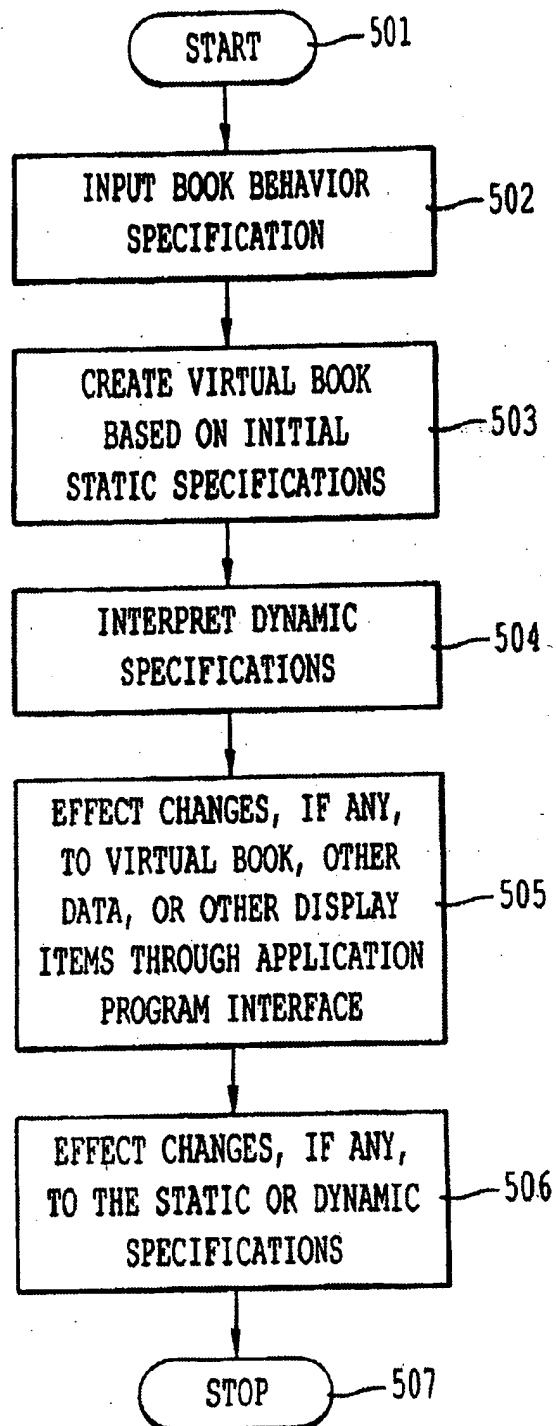 START
501
INPUT BOOK BEHAVIOR
SPECIFICATION
502
CREATE VIRTUAL BOOK
BASED ON INITIAL
STATIC SPECIFICATIONS
503
INTERPRET DYNAMIC
SPECIFICATIONS
504
EFFECT CHANGES, IF ANY,
TO VIRTUAL BOOK, OTHER
DATA, OR OTHER DISPLAY
ITEMS THROUGH APPLICATION
PROGRAM INTERFACE
505
EFFECT CHANGES, IF ANY,
TO THE STATIC OR DYNAMIC
SPECIFICATIONS
506
STOP
507